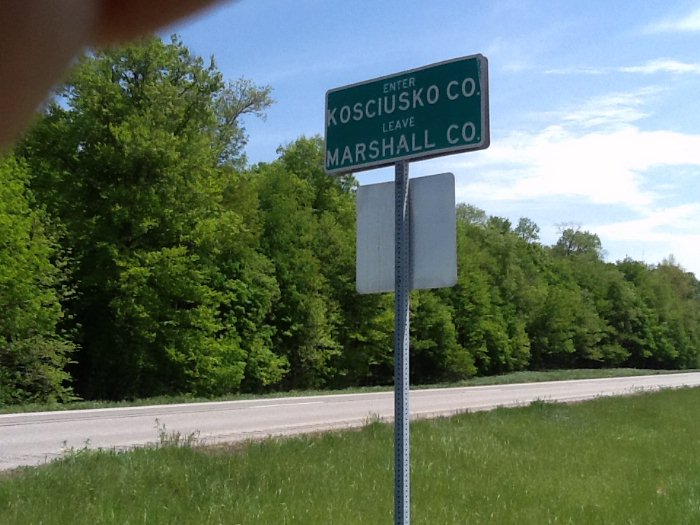 ENTER
KOSCIUSKO CO.
LEAVE
MARSHALL CO.